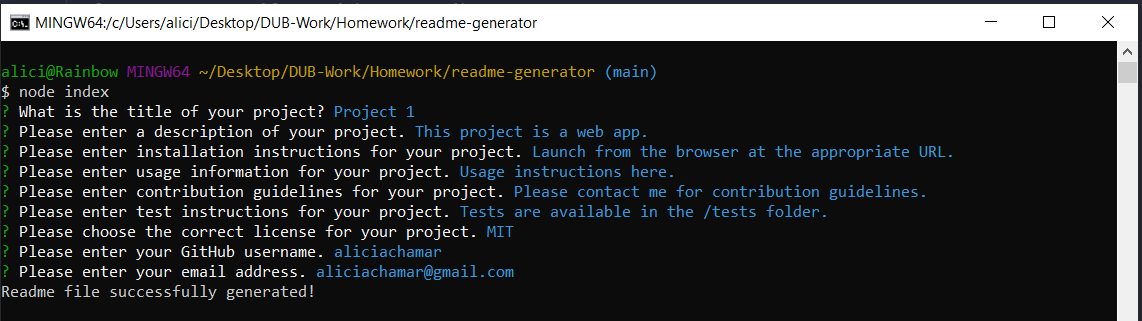 MINGW64:/c/Users/alici/Desktop/DUB-Work/Homework/readme-generator
alici@Rainbow MINGW64 ~/Desktop/DUB-Work/Homework/readme-generator (main)
$ node index
? What is the title of your project? Project 1
? Please enter a description of your project. This project is a web app.
? Please enter installation instructions for your project. Launch from the browser at the appropriate URL.
? Please enter usage information for your project. Usage instructions here.
? Please enter contribution guidelines for your project. Please contact me for contribution guidelines.
? Please enter test instructions for your project. Tests are available in the /tests folder.
? Please choose the correct license for your project. MIT
? Please enter your GitHub username. aliciachamar
? Please enter your email address. aliciachamar@gmail.com
Readme file successfully generated!